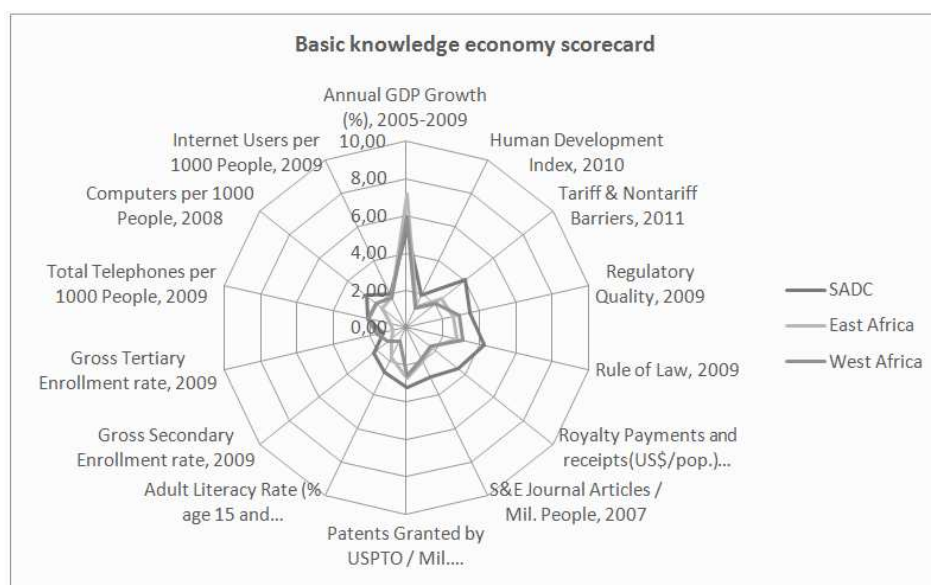 Basic knowledge economy scorecard
Annual GDP Growth
(%), 2005-2009
Human Development
Index, 2010
Tariff & Nontariff
Barriers, 2011
Regulatory
Quality, 2009
Rule of Law, 2009
Royalty Payments and
receipts(US$/pop.)...
S&E Journal Articles /
Mil. People, 2007
Patents Granted by
USPTO / Mil....
Adult Literacy Rate (%
age 15 and...
Gross Secondary
Enrollment rate, 2009
Gross Tertiary
Enrollment rate, 2009
Total Telephones per
1000 People, 2009
Computers per 1000
People, 2008
Internet Users per
1000 People, 2009
10,00
8,00
6,00
4,00
2,00
0,00
SADC
East Africa
West Africa